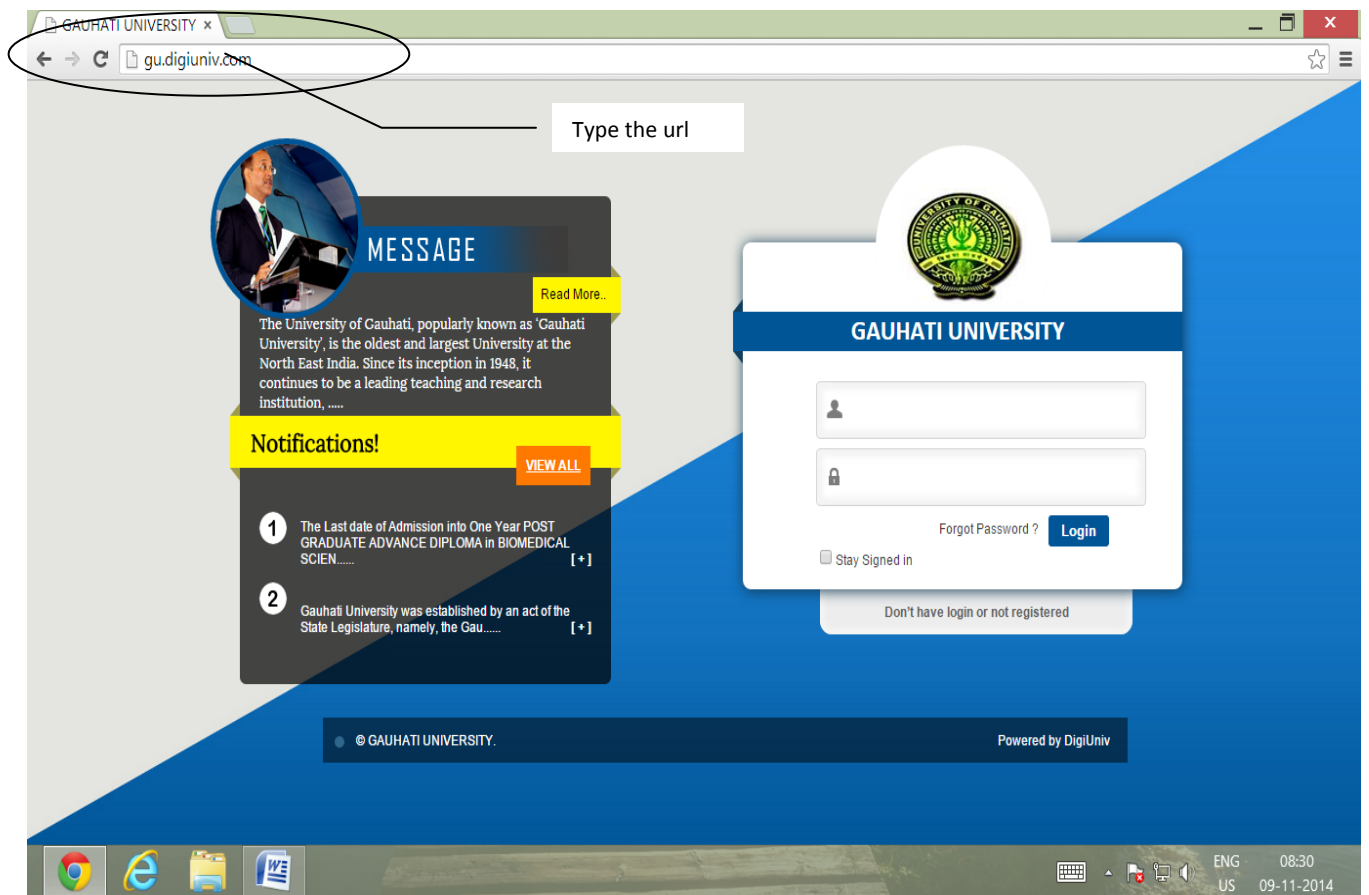 GAUHATI UNIVERSITY ×
gu.digiuniv.com
Type the url
MESSAGE
Read More..
The University of Gauhati, popularly known as 'Gauhati
University', is the oldest and largest University at the
North East India. Since its inception in 1948, it
continues to be a leading teaching and research
institution, .....
Notifications!
VIEW ALL
1
The Last date of Admission into One Year POST
GRADUATE ADVANCE DIPLOMA in BIOMEDICAL
SCIEN...... [+]
2
Gauhati University was established by an act of the
State Legislature, namely, the Gau...... [+]
UNIVERSITY OF GAUHATI
GAUHATI UNIVERSITY
Forgot Password ? Login
Stay Signed in
Don't have login or not registered
© GAUHATI UNIVERSITY. Powered by DigiUniv
ENG 08:30
US 09-11-2014